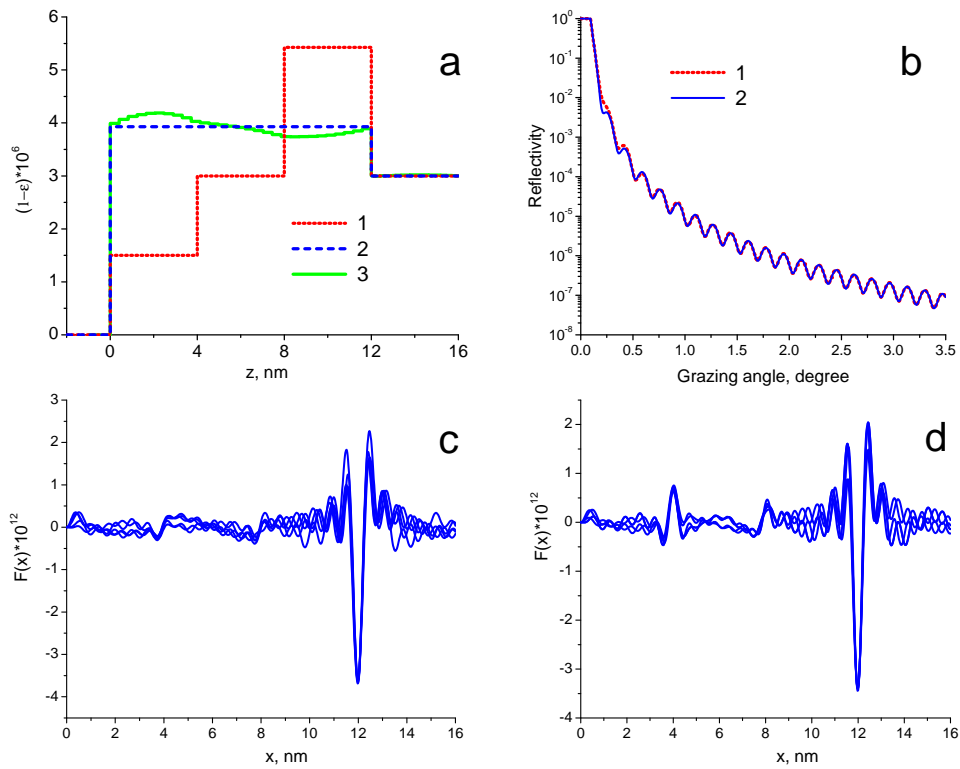 a
(1-ε)*10^6
6
5
4
3
2
1
0
1
2
3
0 4 8 12 16
z, nm
b
Reflectivity
10^0
10^-1
10^-2
10^-3
10^-4
10^-5
10^-6
10^-7
10^-8
1
2
0.0 0.5 1.0 1.5 2.0 2.5 3.0 3.5
Grazing angle, degree
c
F(x)*10^12
3
2
1
0
-1
-2
-3
-4
0 2 4 6 8 10 12 14 16
x, nm
d
F(x)*10^12
2
1
0
-1
-2
-3
-4
0 2 4 6 8 10 12 14 16
x, nm